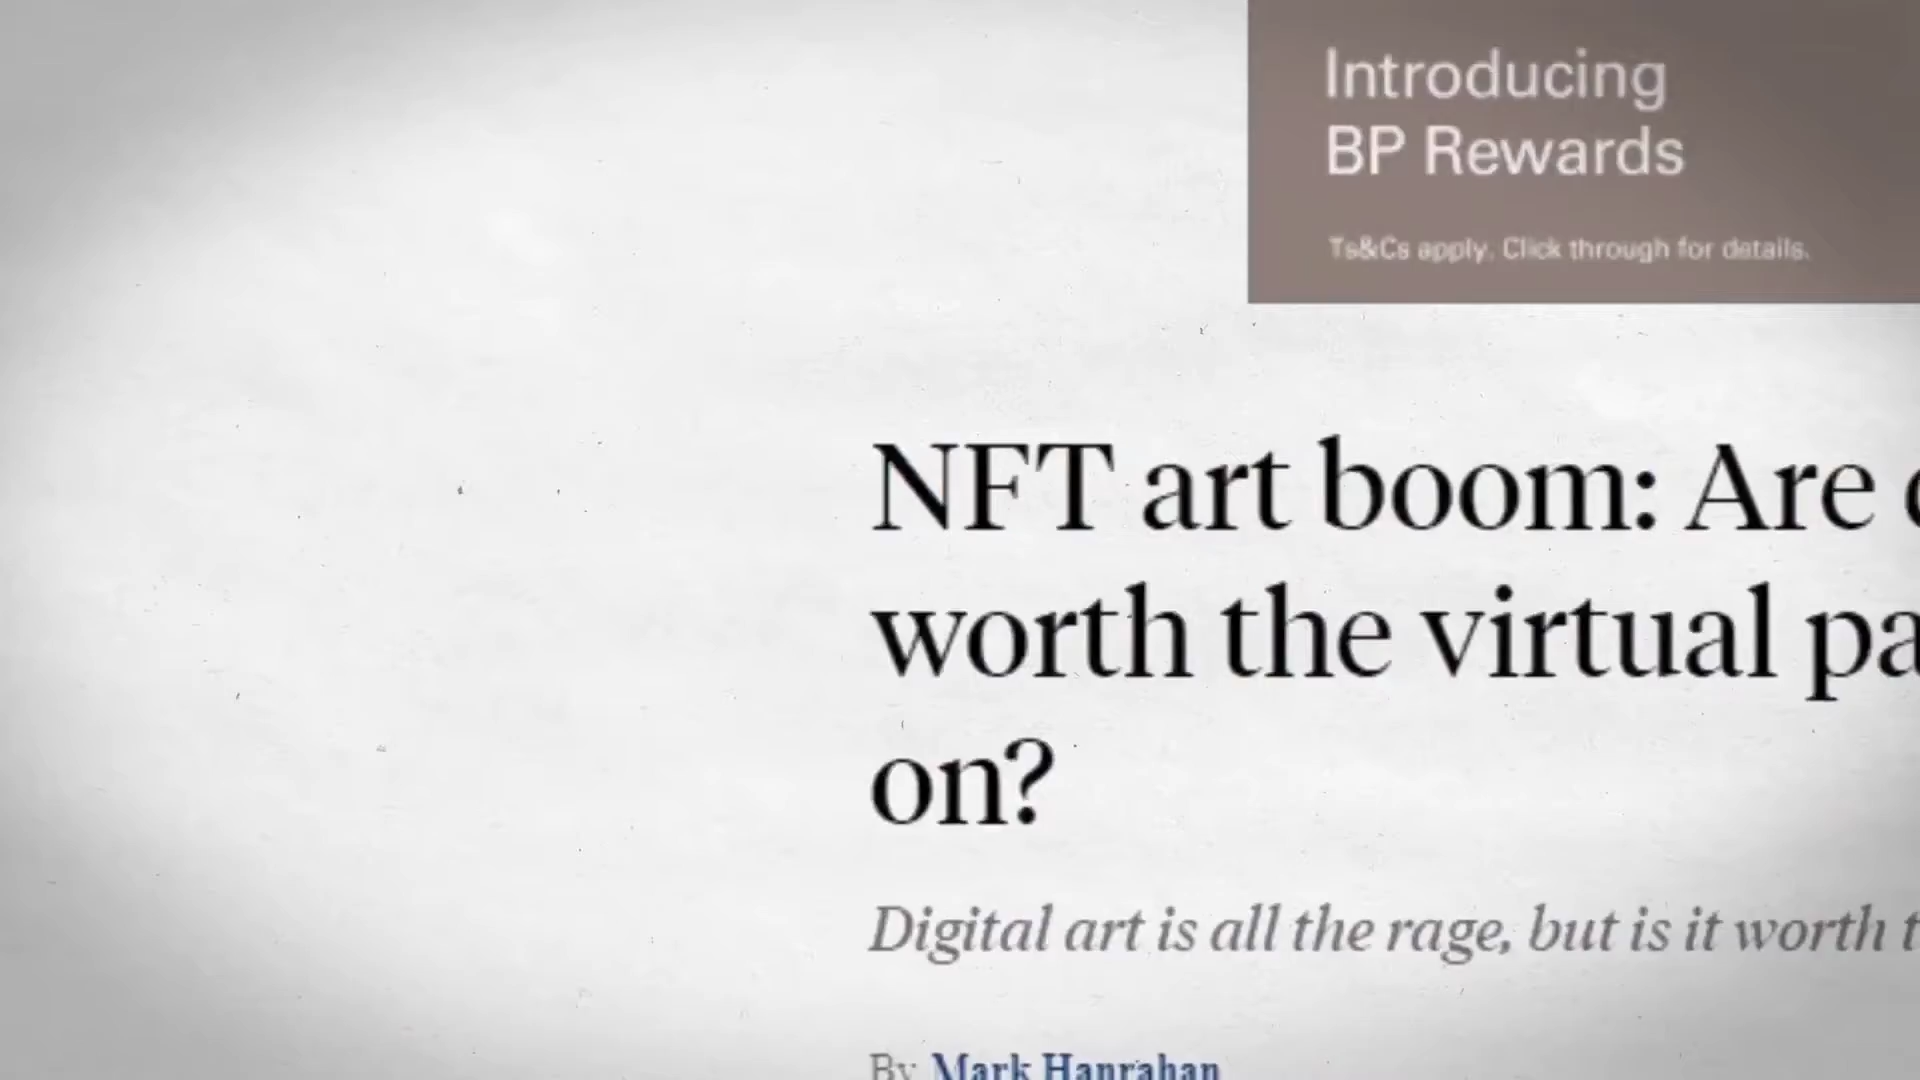 Introducing
BP Rewards
Ts&Cs apply. Click through for details.
NFT art boom: Are
worth the virtual pa
on?
Digital art is all the rage, but is it worth t
By Mark Hanrahan